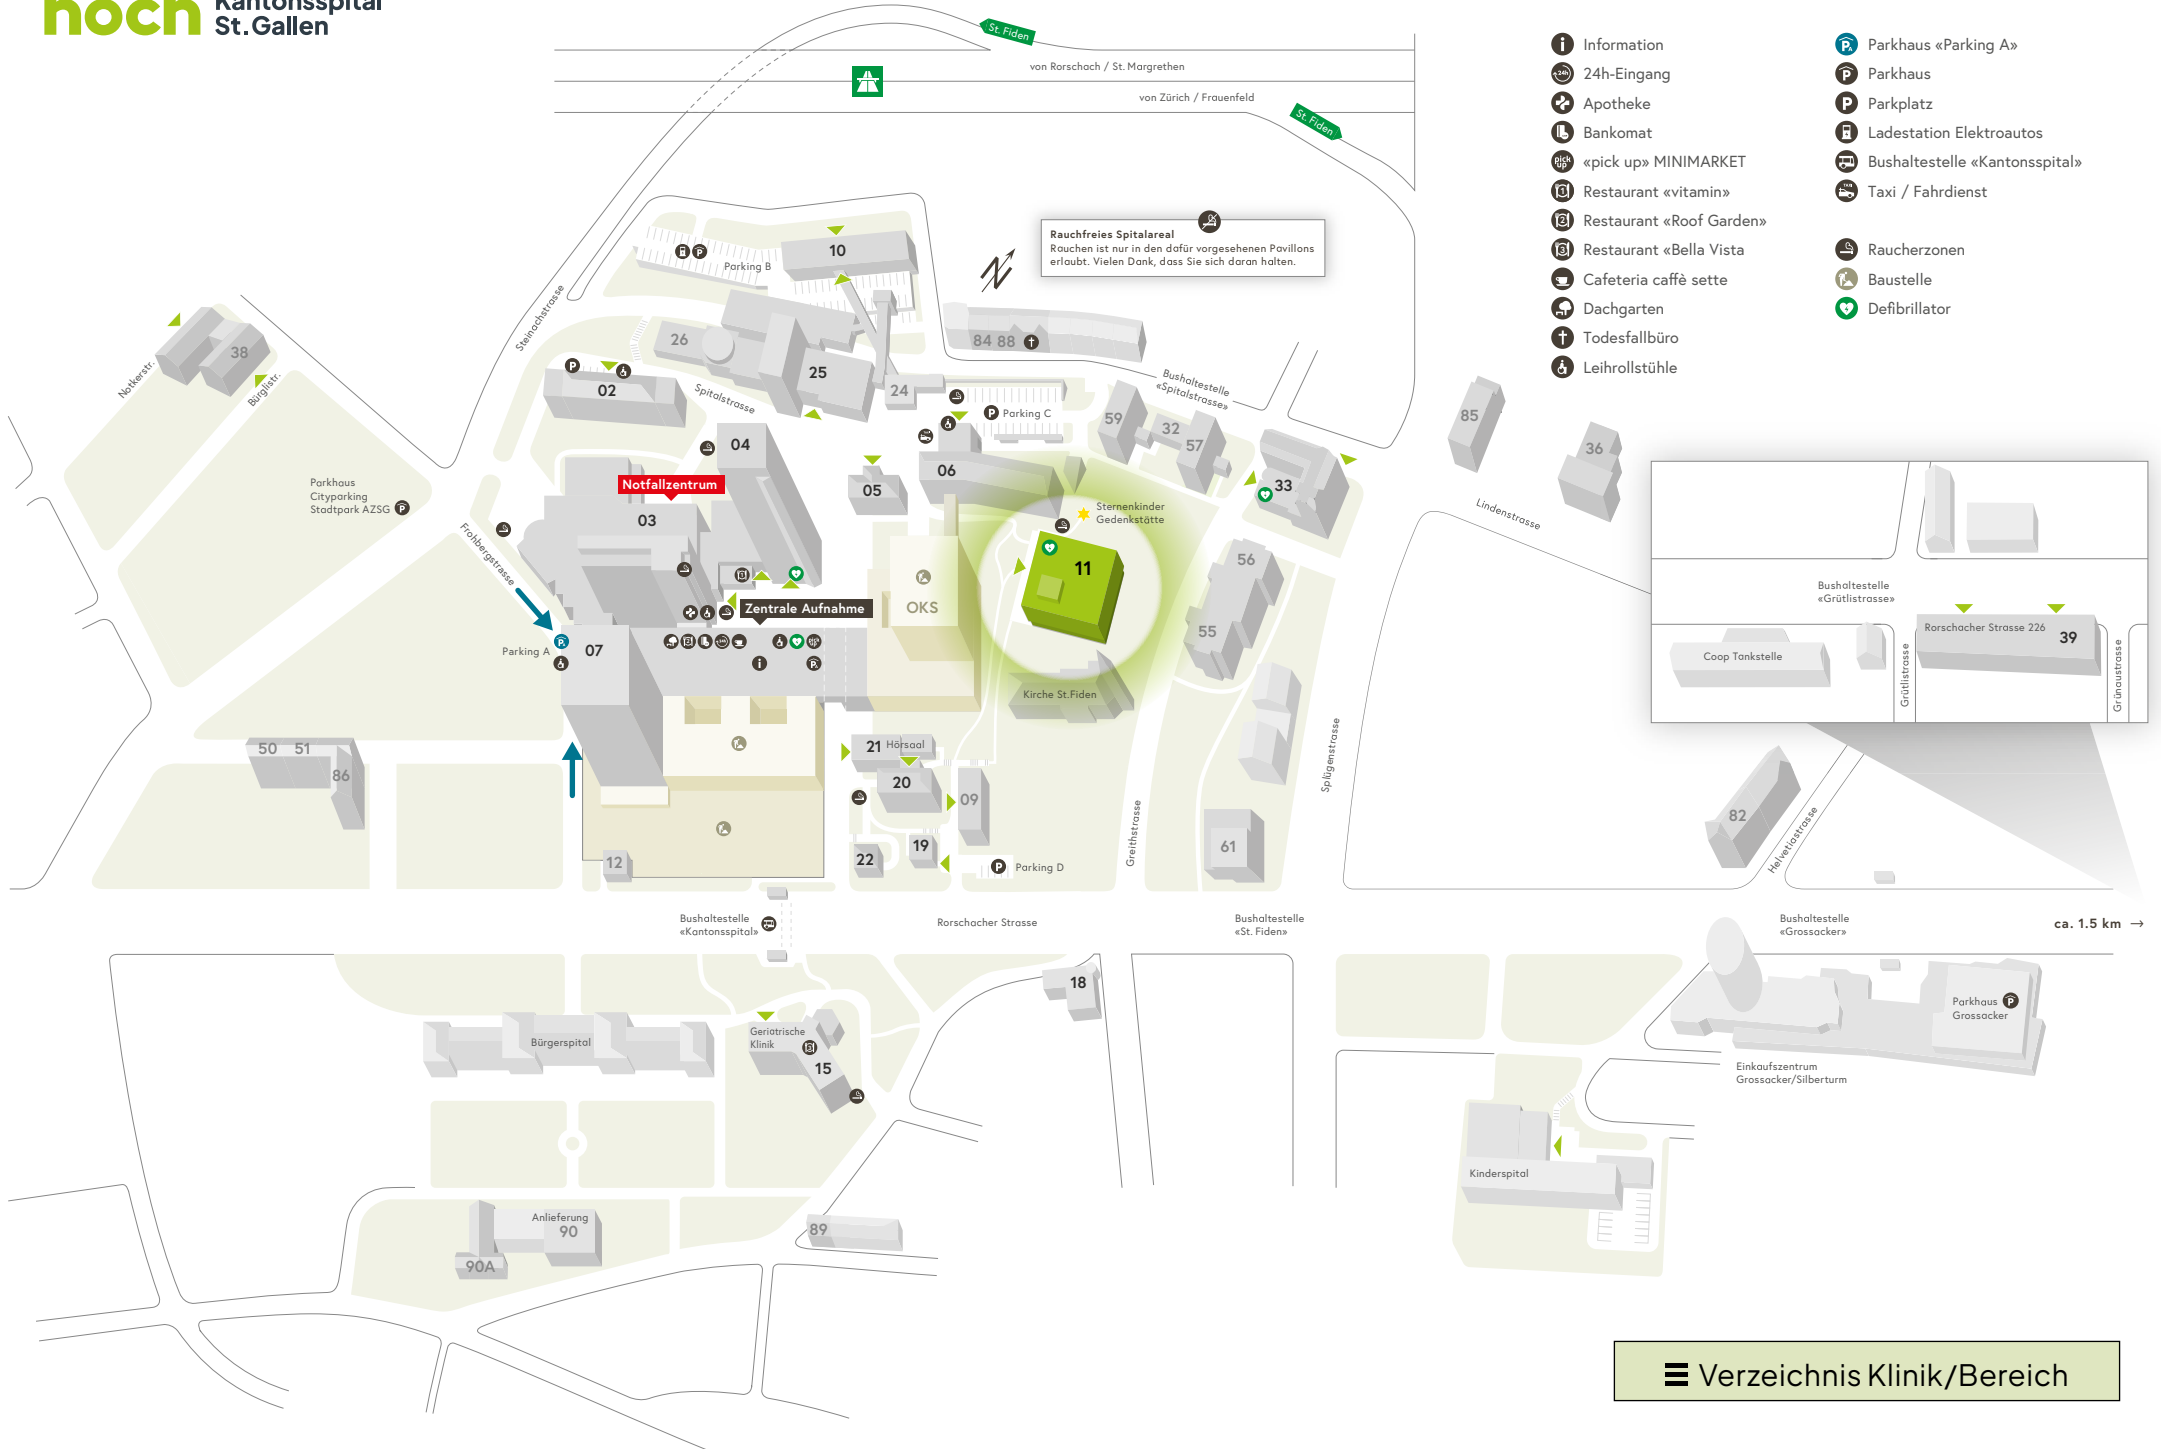 noch Kantonsspital
St.Gallen
St. Fiden
von Rorschach / St. Margrethen
von Zürich / Frauenfeld
St. Fiden
Information
24h-Eingang
Apotheke
Bankomat
«pick up» MINIMARKET
Restaurant «vitamin»
Restaurant «Roof Garden»
Restaurant «Bella Vista
Cafeteria caffè sette
Dachgarten
Todesfallbüro
Leihrollstühle
Parkhaus «Parking A»
Parkhaus
Parkplatz
Ladestation Elektroautos
Bushaltestelle «Kantonsspital»
Taxi / Fahrdienst
Raucherzonen
Baustelle
Defibrillator
Rauchfreies Spitalareal
Rauchen ist nur in den dafür vorgesehenen Pavillons
erlaubt. Vielen Dank, dass Sie sich daran halten.
N
10
Parking B
Steinachstrasse
26
25
24
84 88
02
Spitalstrasse
Bushaltestelle
«Spitalstrasse»
Parking C
59
32
57
85
36
38
Notkerstr.
Bürglistr.
04
Notfallzentrum
03
05
06
33
Lindenstrasse
Parkhaus
Cityparking
Stadtpark AZSG
Frohbergstrasse
Sternenkinder
Gedenkstätte
11
56
55
OKS
Zentrale Aufnahme
Parking A
07
Kirche St.Fiden
Bushaltestelle
«Grütlistrasse»
Rorschacher Strasse 226
39
Coop Tankstelle
Grütlistrasse
Grünaustrasse
50 51
86
21 Hörsaal
20
09
19
22
12
Parking D
Greithstrasse
Splügenstrasse
61
82
Helvetiastrasse
Bushaltestelle
«Kantonsspital»
Rorschacher Strasse
Bushaltestelle
«St. Fiden»
Bushaltestelle
«Grossacker»
ca. 1.5 km →
18
Bürgerspital
Geriatrische
Klinik
15
Parkhaus
Grossacker
Einkaufszentrum
Grossacker/Silberturm
Kinderspital
Anlieferung
90
90A
89
Verzeichnis Klinik/Bereich